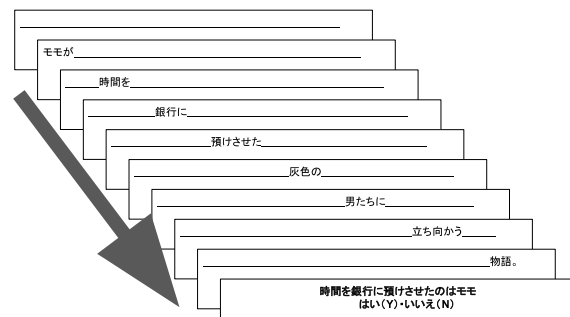 モモが
時間を
銀行に
預けさせた
灰色の
男たちに
立ち向かう
物語。
時間を銀行に預けさせたのはモモ
はい(Y)・いいえ(N)